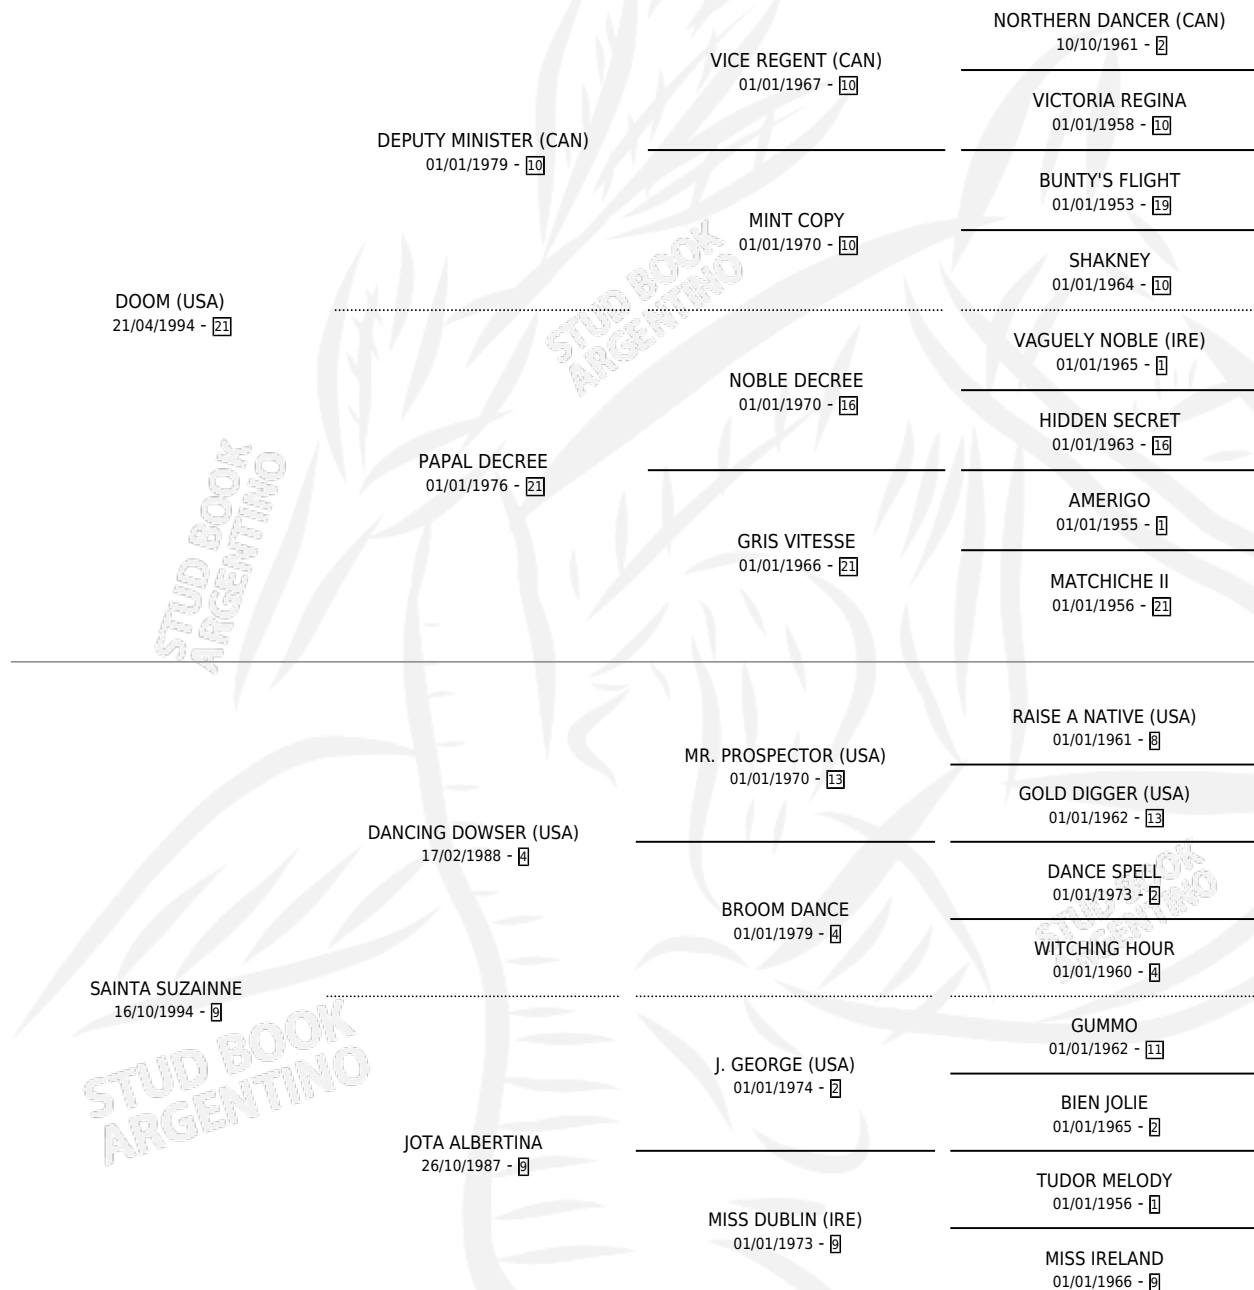 NORTHERN DANCER (CAN)
10/10/1961 - 2
VICE REGENT (CAN)
01/01/1967 - 10
VICTORIA REGINA
01/01/1958 - 10
DEPUTY MINISTER (CAN)
01/01/1979 - 10
BUNTY'S FLIGHT
01/01/1953 - 19
MINT COPY
01/01/1970 - 10
SHAKNEY
01/01/1964 - 10
DOOM (USA)
21/04/1994 - 21
STUD BOOK
ARGENTINO
VAGUELY NOBLE (IRE)
01/01/1965 - 1
NOBLE DECREE
01/01/1970 - 16
HIDDEN SECRET
01/01/1963 - 16
PAPAL DECREE
01/01/1976 - 21
AMERIGO
01/01/1955 - 1
GRIS VITESSE
01/01/1966 - 21
MATCHICHE II
01/01/1956 - 21
STUD BOOK
ARGENTINO
RAISE A NATIVE (USA)
01/01/1961 - 8
MR. PROSPECTOR (USA)
01/01/1970 - 13
GOLD DIGGER (USA)
01/01/1962 - 13
DANCING DOWSER (USA)
17/02/1988 - 4
DANCE SPELL
01/01/1973 - 2
BROOM DANCE
01/01/1979 - 4
STUD BOOK
ARGENTINO
WITCHING HOUR
01/01/1960 - 4
SAINTA SUZAINNE
16/10/1994 - 9
STUD BOOK
ARGENTINO
GUMMO
01/01/1962 - 11
J. GEORGE (USA)
01/01/1974 - 2
BIEN JOLIE
01/01/1965 - 2
JOTA ALBERTINA
26/10/1987 - 9
TUDOR MELODY
01/01/1956 - 1
MISS DUBLIN (IRE)
01/01/1973 - 9
MISS IRELAND
01/01/1966 - 9